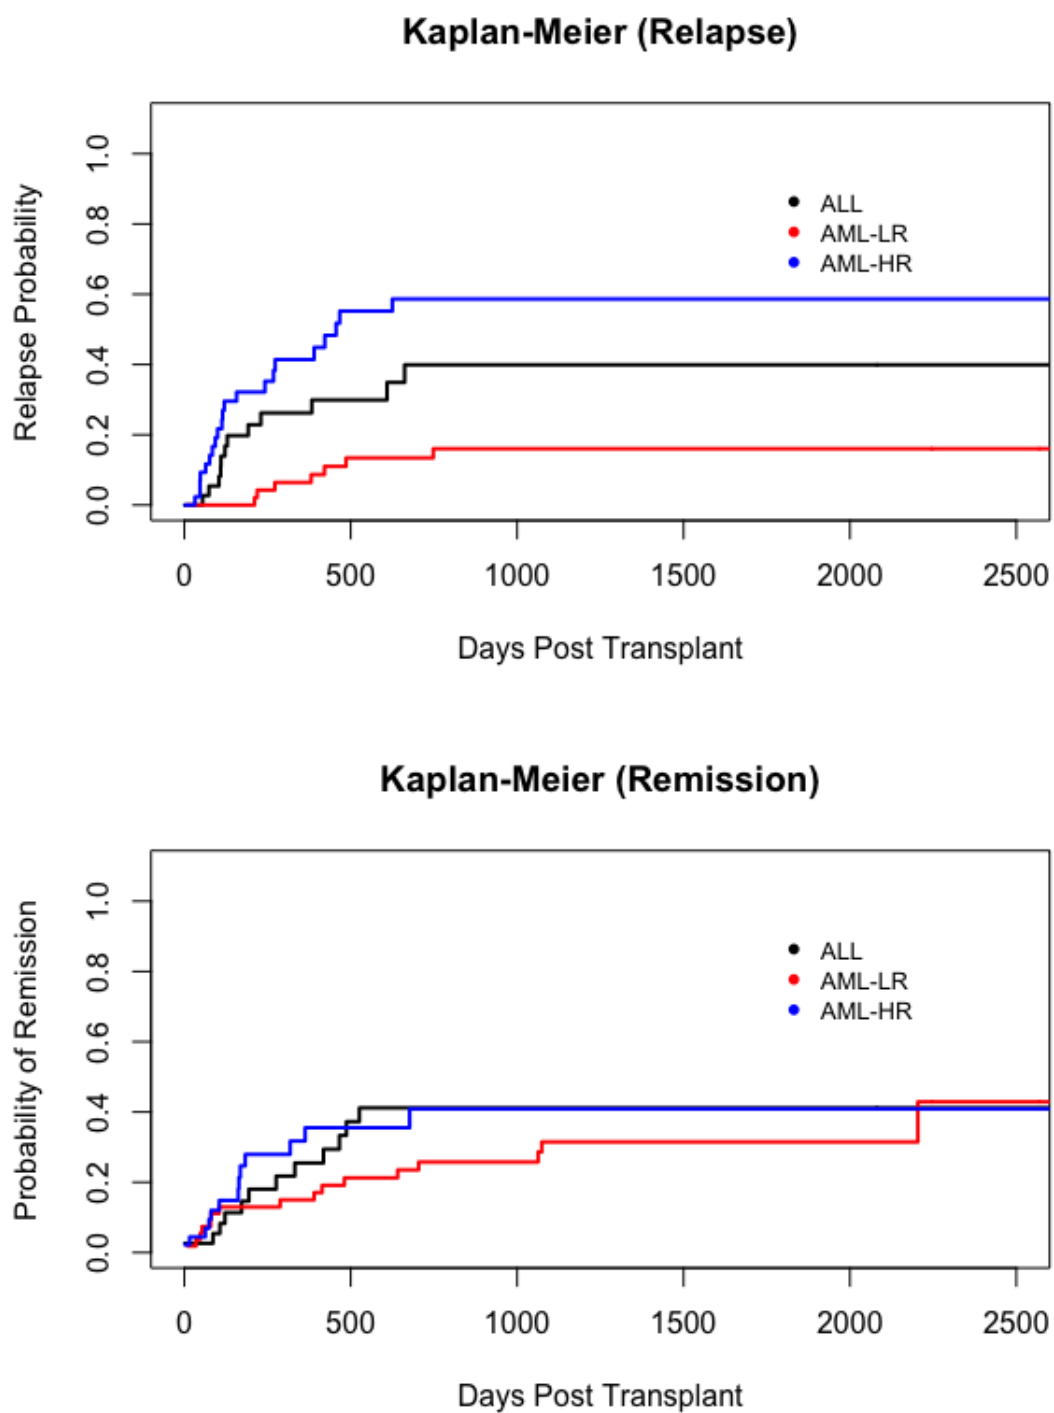 Kaplan-Meier (Relapse)
Relapse Probability
1.0
0.8
0.6
0.4
0.2
0.0
ALL
AML-LR
AML-HR
0 500 1000 1500 2000 2500
Days Post Transplant
Kaplan-Meier (Remission)
Probability of Remission
1.0
0.8
0.6
0.4
0.2
0.0
ALL
AML-LR
AML-HR
0 500 1000 1500 2000 2500
Days Post Transplant